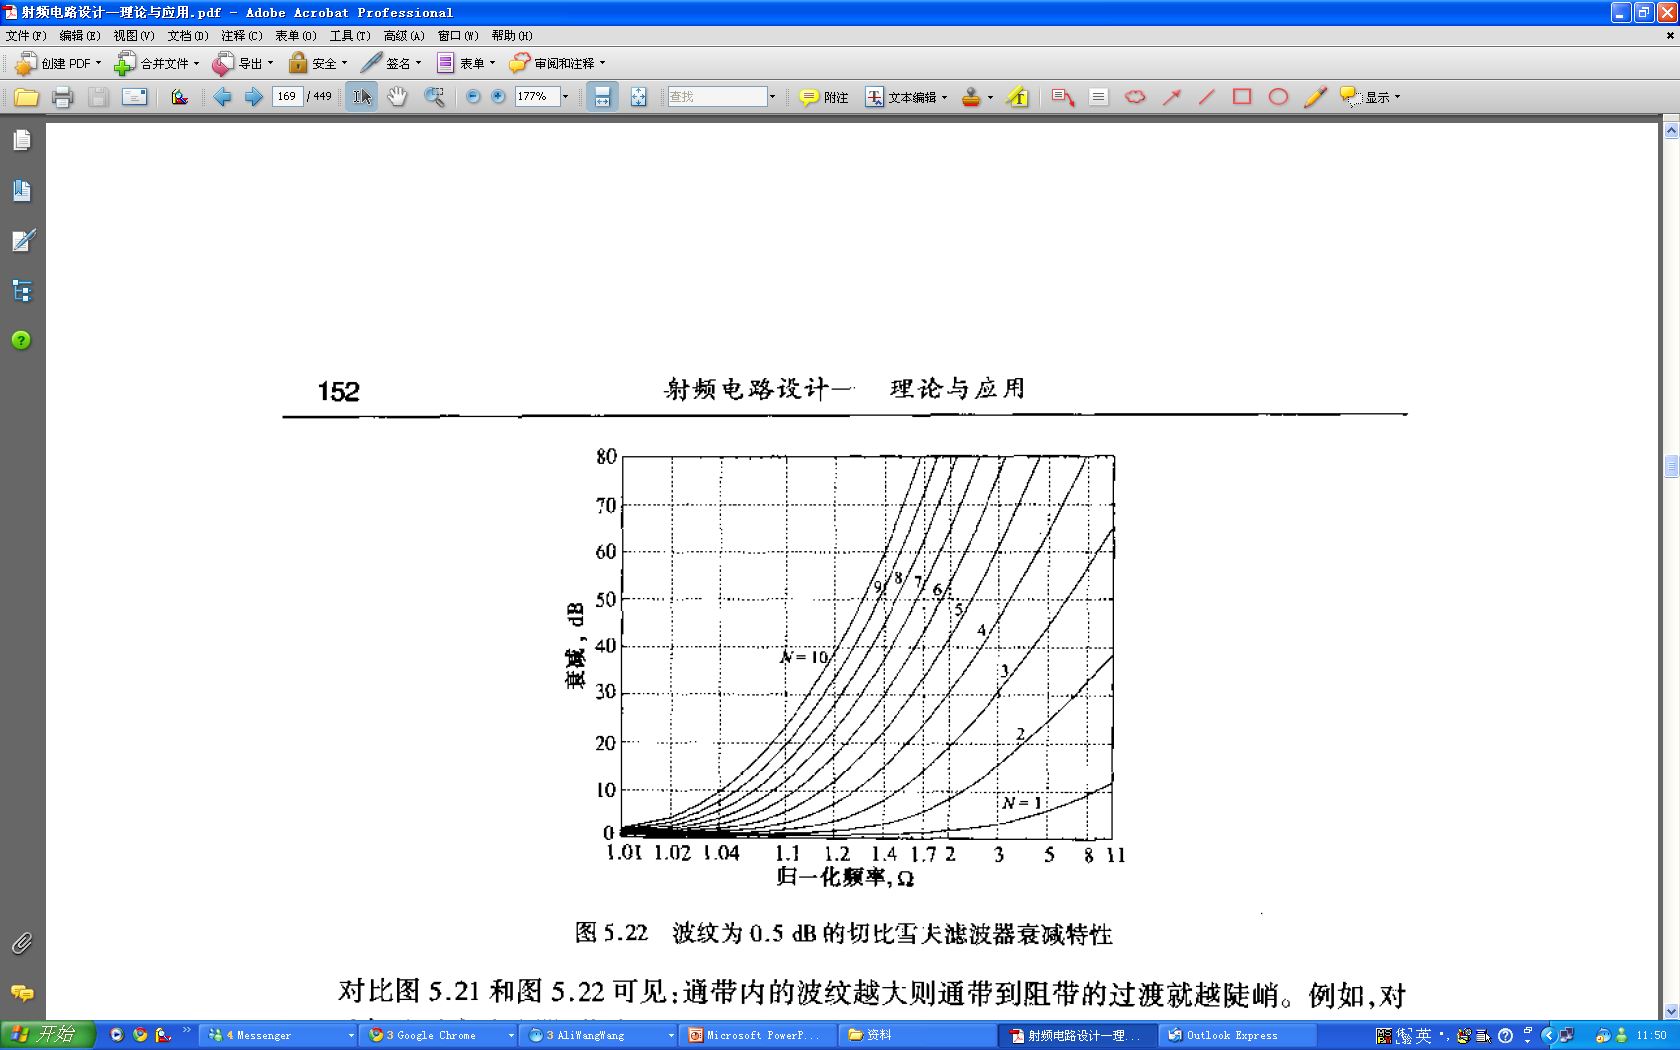 射频电路设计—理论与应用.pdf - Adobe Acrobat Professional
文件(F) 编辑(E) 视图(V) 文档(D) 注释(C) 表单(O) 工具(T) 高级(A) 窗口(W) 帮助(H)
创建 PDF 合并文件 导出 安全 签名 表单 审阅和注释
169 / 449 177% 查找 附注 文本编辑 显示
152 射频电路设计— 理论与应用
80
70
60
50
40
30
20
10
0
衰减, dB
9 8 7 6 5 4 3 2
N = 10
N = 1
1.01 1.02 1.04 1.1 1.2 1.4 1.7 2 3 5 8 11
归一化频率, Ω
图 5.22 波纹为 0.5 dB 的切比雪夫滤波器衰减特性
对比图 5.21 和图 5.22 可见:通带内的波纹越大则通带到阻带的过渡就越陡峭。例如,对
开始 4 Messenger 3 Google Chrome 3 AliWangWang Microsoft PowerP... 资料 射频电路设计—理... Outlook Express 英 11:50